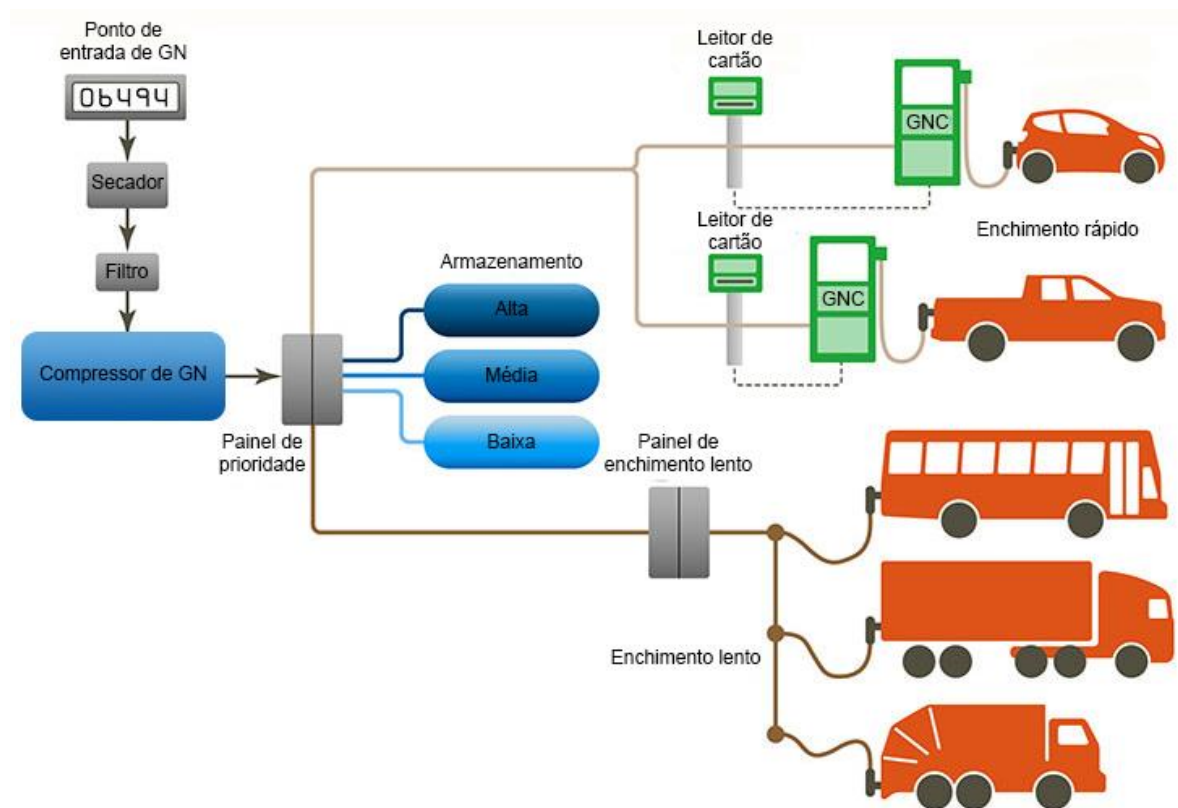 Ponto de
entrada de GN
06494
Secador
Filtro
Compressor de GN
Painel de
prioridade
Armazenamento
Alta
Média
Baixa
Leitor de
cartão
GNC
Leitor de
cartão
GNC
Enchimento rápido
Painel de
enchimento lento
Enchimento lento